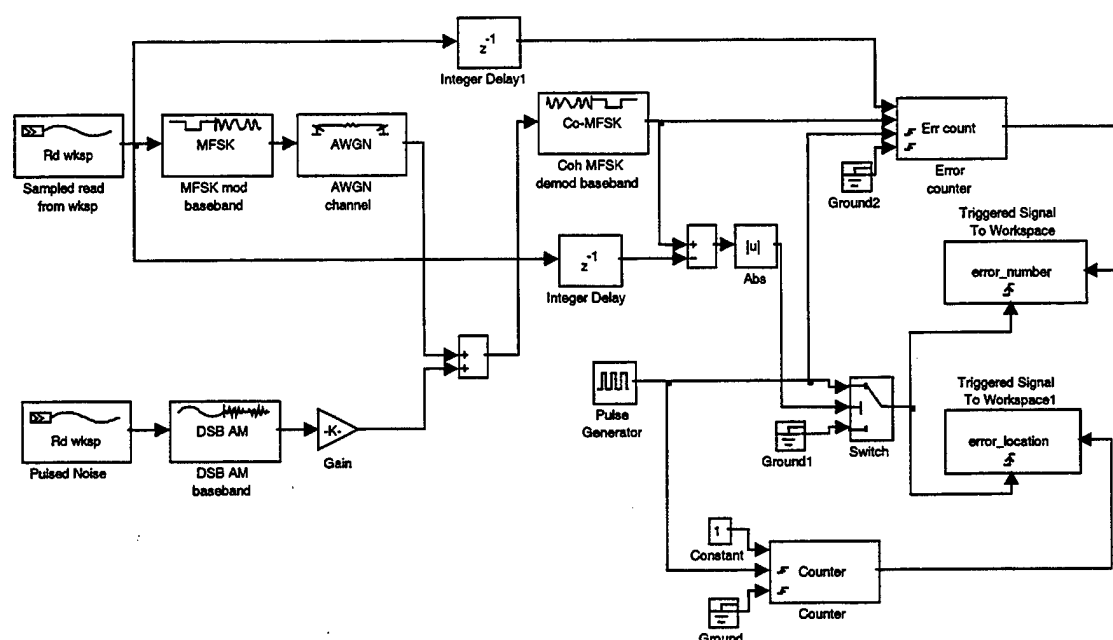 z-1
Integer Delay1
Rd wksp
Sampled read
from wksp
MFSK
MFSK mod
baseband
AWGN
AWGN
channel
Co-MFSK
Coh MFSK
demod baseband
Err count
Error
counter
Ground2
z-1
Integer Delay
+
−
|u|
Abs
Triggered Signal
To Workspace
error_number
+
+
Pulse
Generator
Triggered Signal
To Workspace1
error_location
Ground1
Switch
Rd wksp
Pulsed Noise
DSB AM
DSB AM
baseband
-K-
Gain
1
Constant
Counter
Counter
Ground